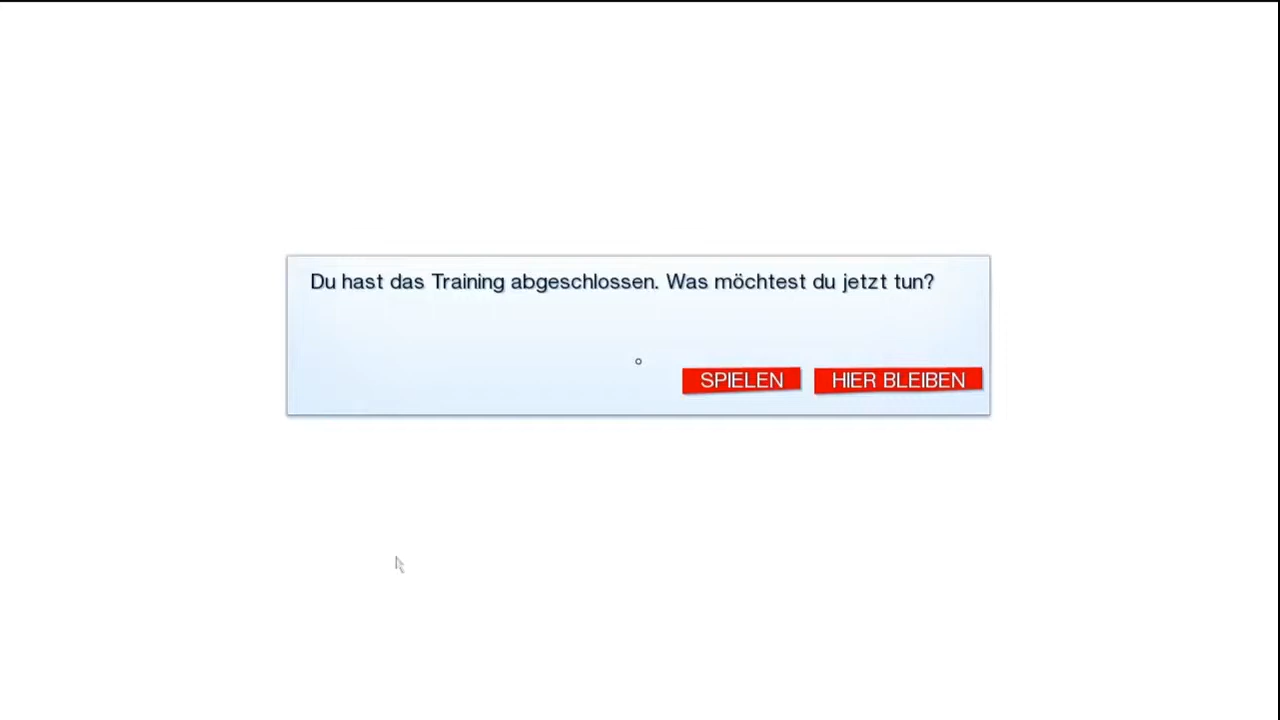 Du hast das Training abgeschlossen. Was möchtest du jetzt tun?
SPIELEN HIER BLEIBEN